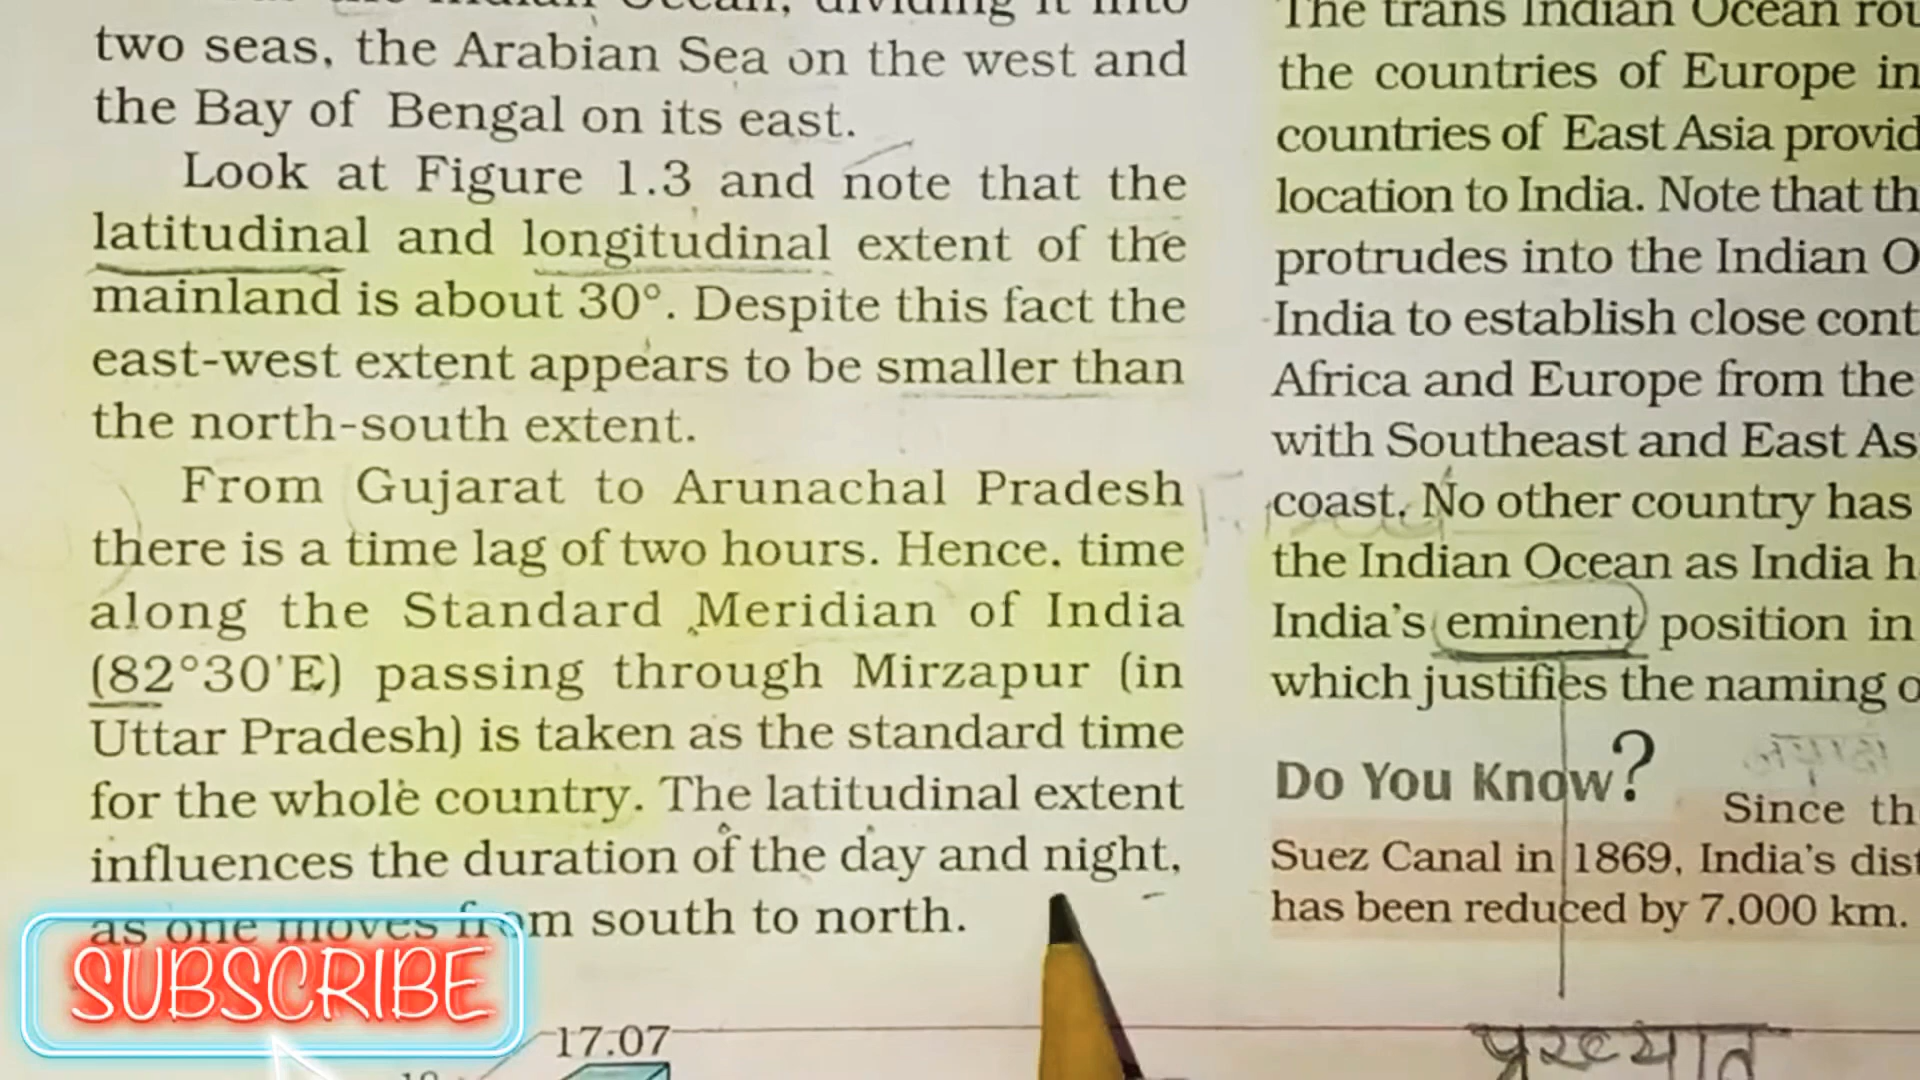 the Indian Ocean, dividing it into
two seas, the Arabian Sea on the west and
the Bay of Bengal on its east.
Look at Figure 1.3 and note that the
latitudinal and longitudinal extent of the
mainland is about 30°. Despite this fact the
east-west extent appears to be smaller than
the north-south extent.
From Gujarat to Arunachal Pradesh
there is a time lag of two hours. Hence, time
along the Standard Meridian of India
(82°30'E) passing through Mirzapur (in
Uttar Pradesh) is taken as the standard time
for the whole country. The latitudinal extent
influences the duration of the day and night,
as one moves from south to north.
SUBSCRIBE
17.07
The trans Indian Ocean rou
the countries of Europe in
countries of East Asia provid
location to India. Note that th
protrudes into the Indian O
India to establish close cont
Africa and Europe from the
with Southeast and East As
coast. No other country has
the Indian Ocean as India h
India's eminent position in
which justifies the naming o
Do You Know?
Since th
Suez Canal in 1869, India's dist
has been reduced by 7,000 km.
प्रख्यात